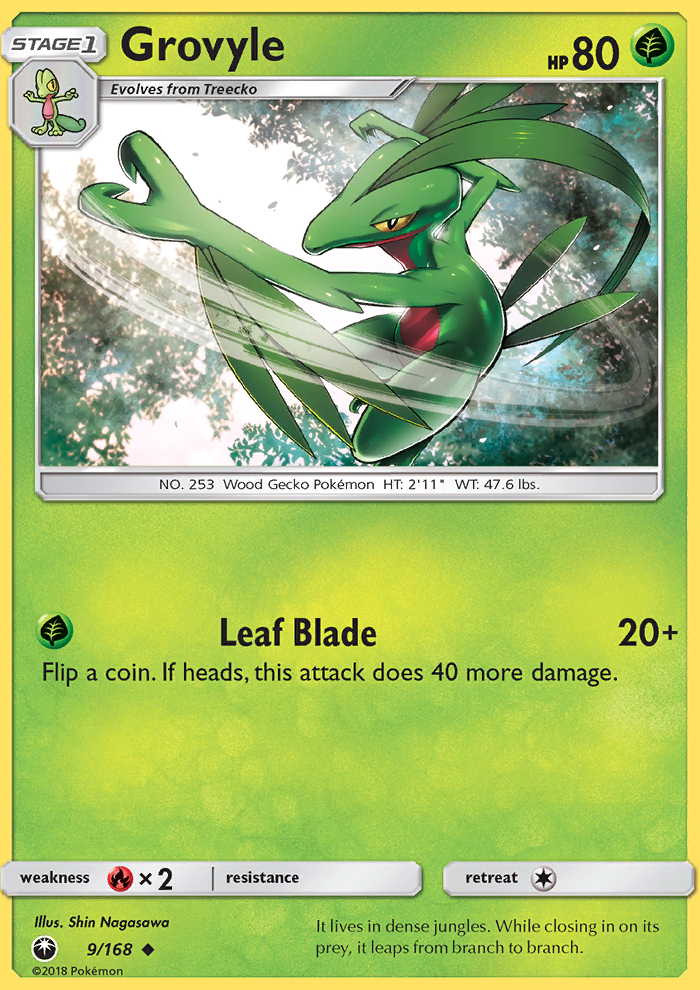 STAGE1
Grovyle
HP 80
Evolves from Treecko
NO. 253 Wood Gecko Pokémon HT: 2'11" WT: 47.6 lbs.
Leaf Blade 20+
Flip a coin. If heads, this attack does 40 more damage.
weakness × 2 resistance retreat
Illus. Shin Nagasawa
9/168
©2018 Pokémon
It lives in dense jungles. While closing in on its
prey, it leaps from branch to branch.